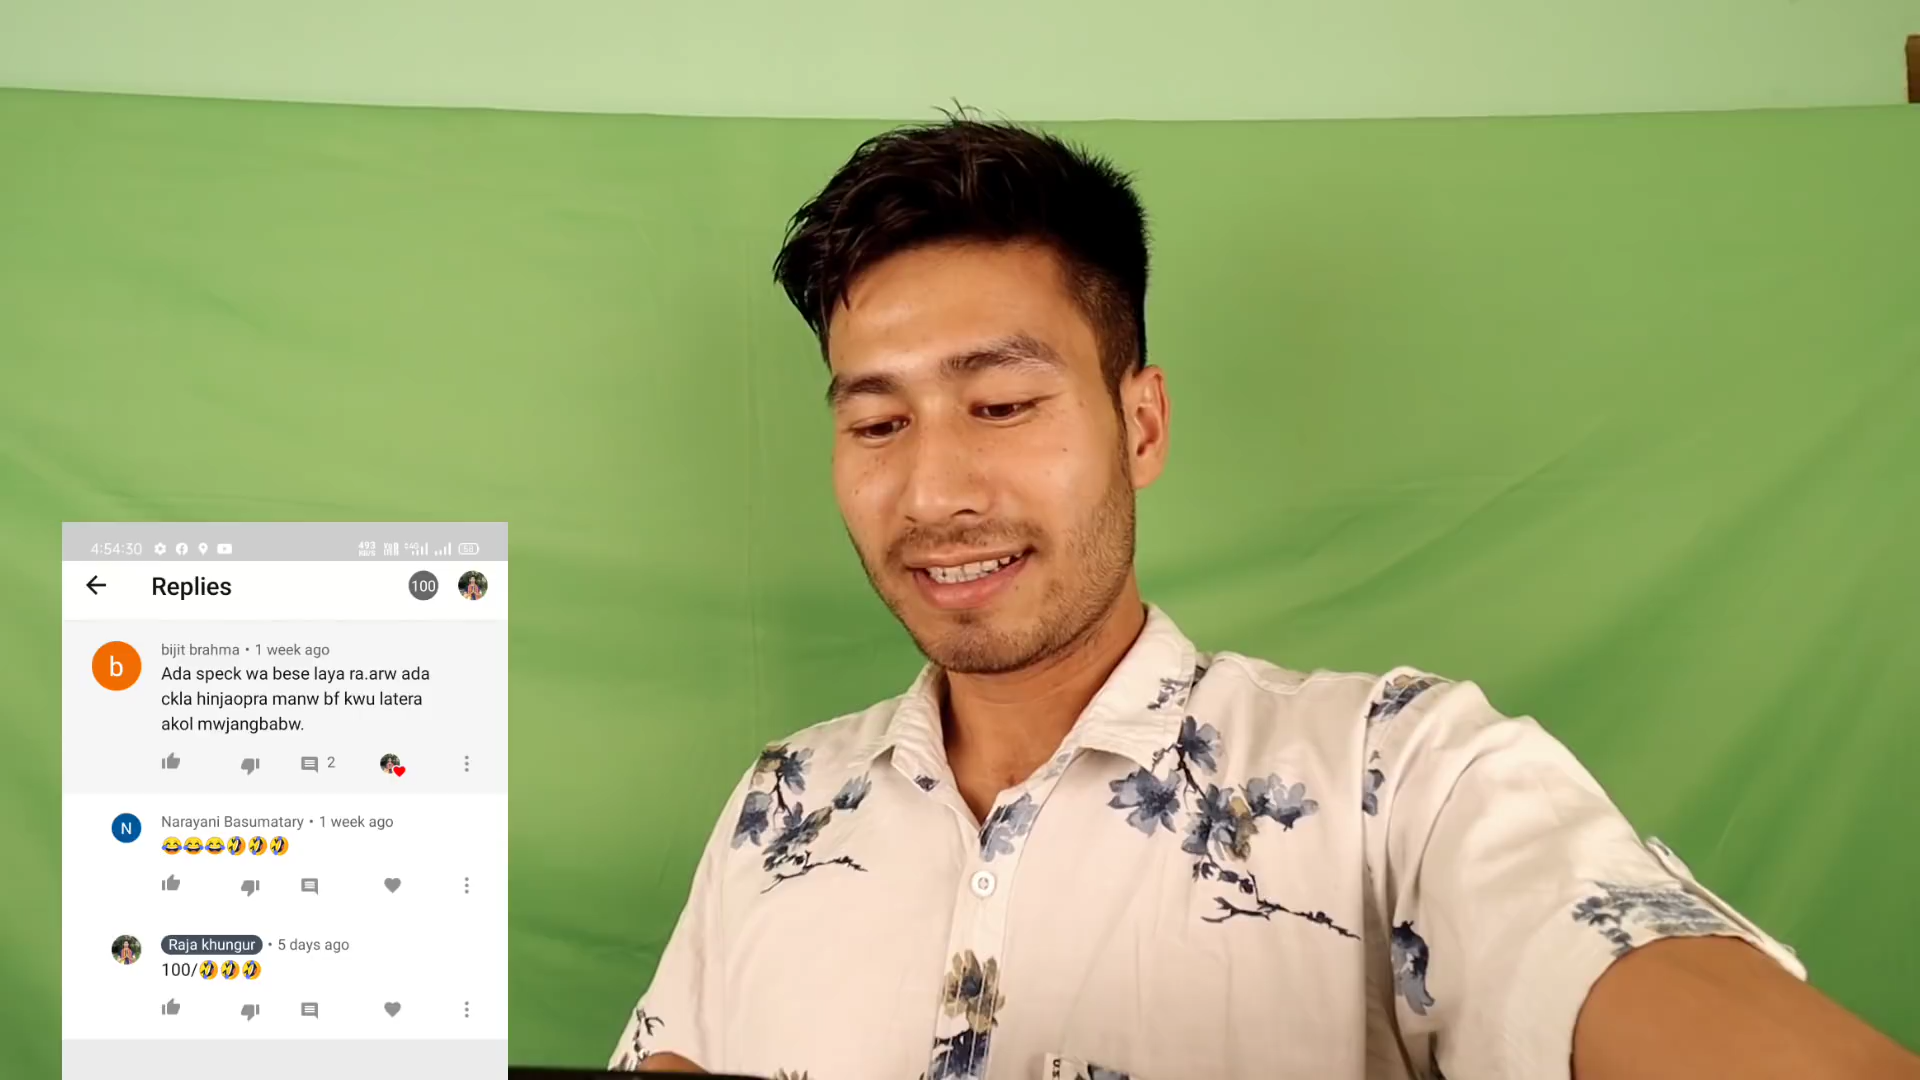 4:54:30
Replies
100
b
bijit brahma • 1 week ago
Ada speck wa bese laya ra.arw ada
ckla hinjaopra manw bf kwu latera
akol mwjangbabw.
2
N
Narayani Basumatary • 1 week ago
😂😂😂🤣🤣🤣
Raja khungur • 5 days ago
100/🤣🤣🤣